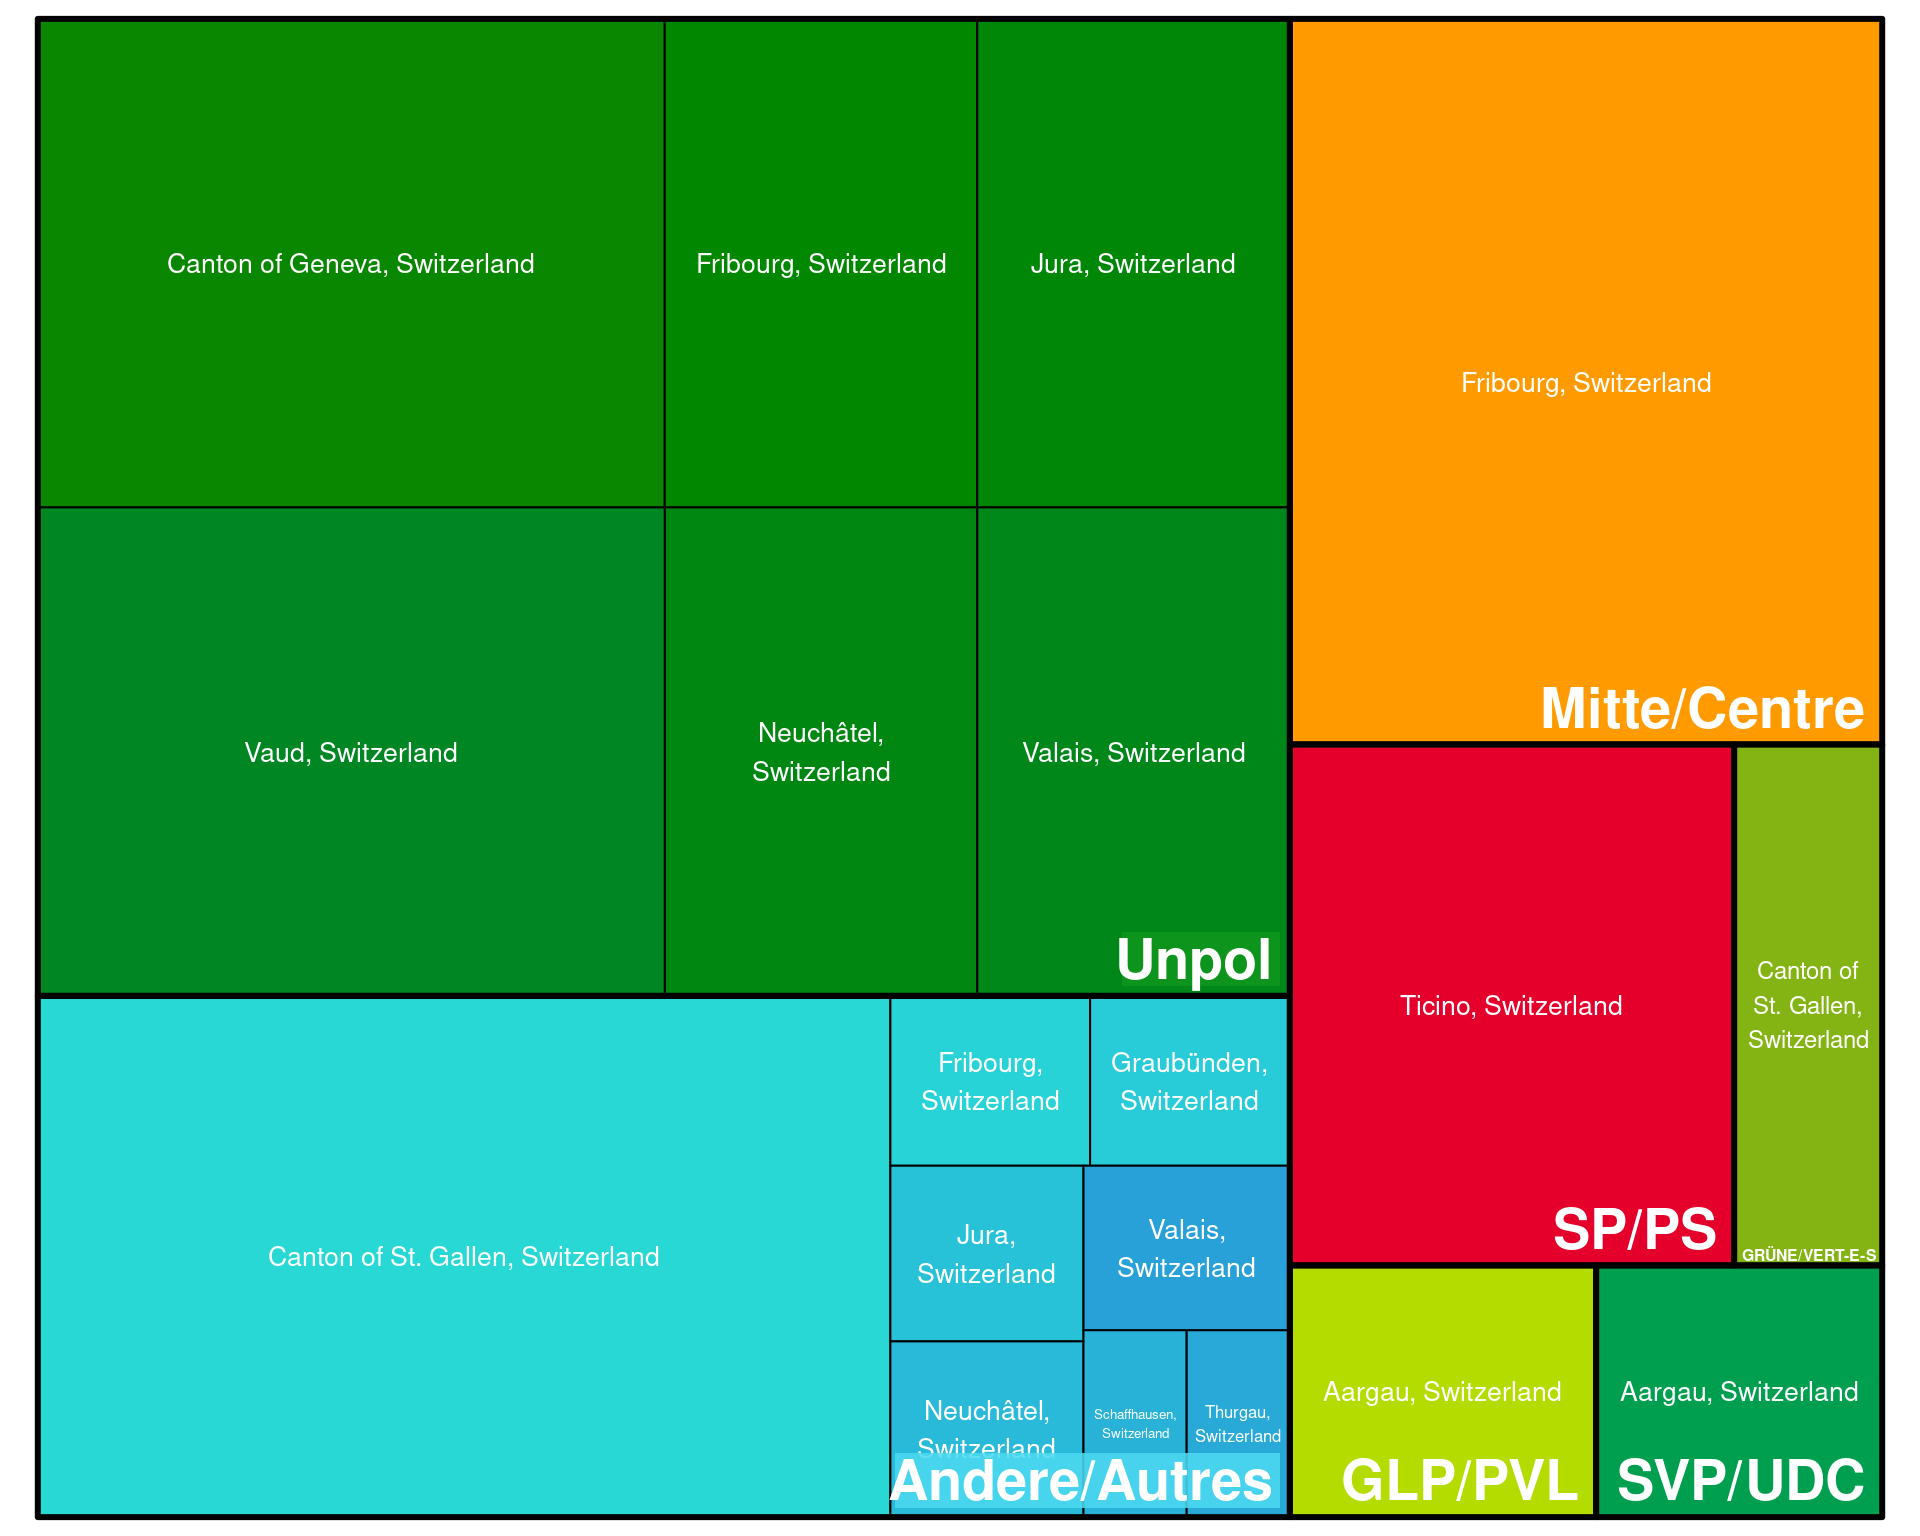 Canton of Geneva, Switzerland
Fribourg, Switzerland
Jura, Switzerland
Vaud, Switzerland
Neuchâtel,
Switzerland
Valais, Switzerland
Unpol
Canton of St. Gallen, Switzerland
Fribourg,
Switzerland
Graubünden,
Switzerland
Jura,
Switzerland
Valais,
Switzerland
Neuchâtel,
Switzerland
Schaffhausen,
Switzerland
Thurgau,
Switzerland
Andere/Autres
Fribourg, Switzerland
Mitte/Centre
Ticino, Switzerland
SP/PS
Canton of
St. Gallen,
Switzerland
GRÜNE/VERT-E-S
Aargau, Switzerland
GLP/PVL
Aargau, Switzerland
SVP/UDC